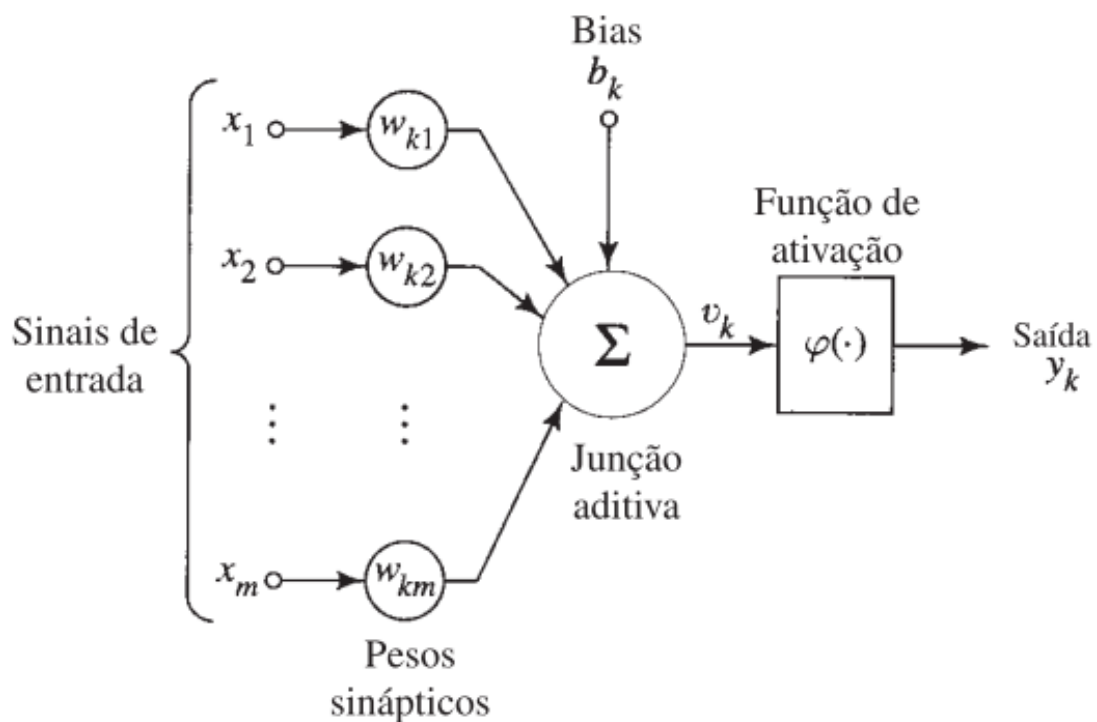 Bias
b_k
x_1
w_k1
Função de
ativação
x_2
w_k2
Sinais de
entrada
Σ
v_k
φ(·)
Saída
y_k
⋮
⋮
Junção
aditiva
x_m
w_km
Pesos
sinápticos